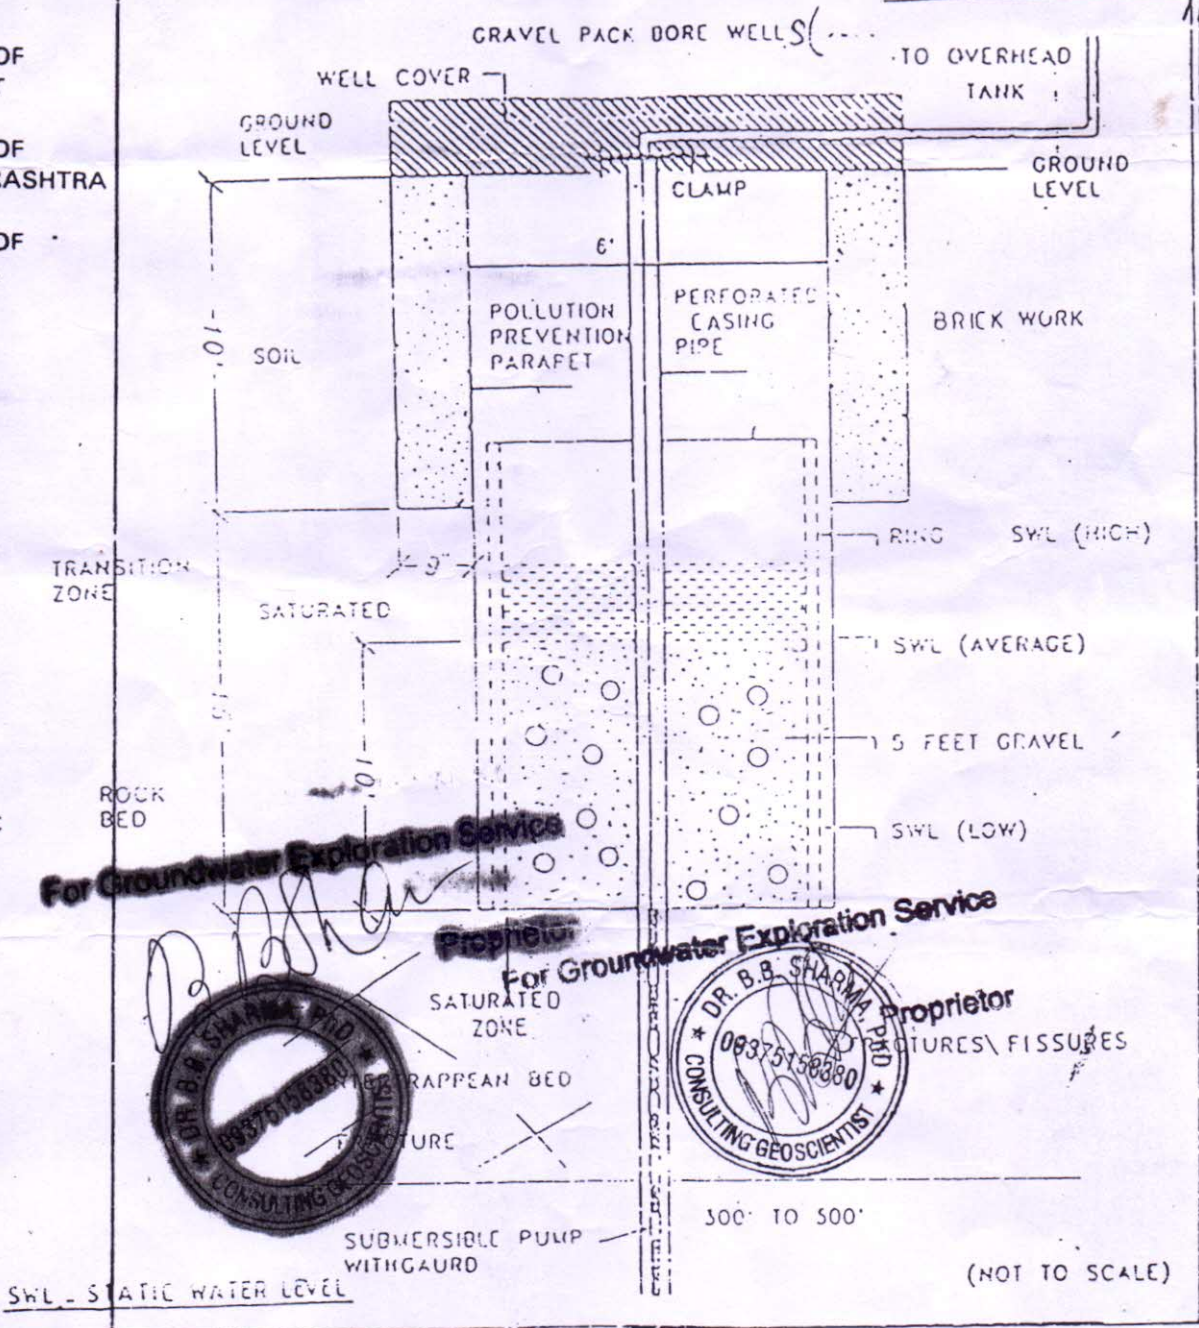 GRAVEL PACK BORE WELLS(
OF
OF
ASHTRA
OF
TO OVERHEAD
TANK
WELL COVER
GROUND
LEVEL
GROUND
LEVEL
CLAMP
6'
10'
SOIL
POLLUTION
PREVENTION
PARAPET
PERFORATED
CASING
PIPE
BRICK WORK
RING SWL (HIGH)
TRANSITION
ZONE
9"
SATURATED
SWL (AVERAGE)
5 FEET GRAVEL
10'
ROCK
BED
SWL (LOW)
For Groundwater Exploration Service
Proprietor
For Groundwater Exploration Service
Proprietor
SATURATED
ZONE
DR. B.B. SHARMA, PhD
09375156380
CONSULTING GEOSCIENTIST
DR. B.B. SHARMA, PhD
09375156380
CONSULTING GEOSCIENTIST
FRACTURES\FISSURES
TRAPPEAN BED
FRACTURE
300' TO 500'
SUBMERSIBLE PUMP
WITHGAURD
(NOT TO SCALE)
SWL - STATIC WATER LEVEL